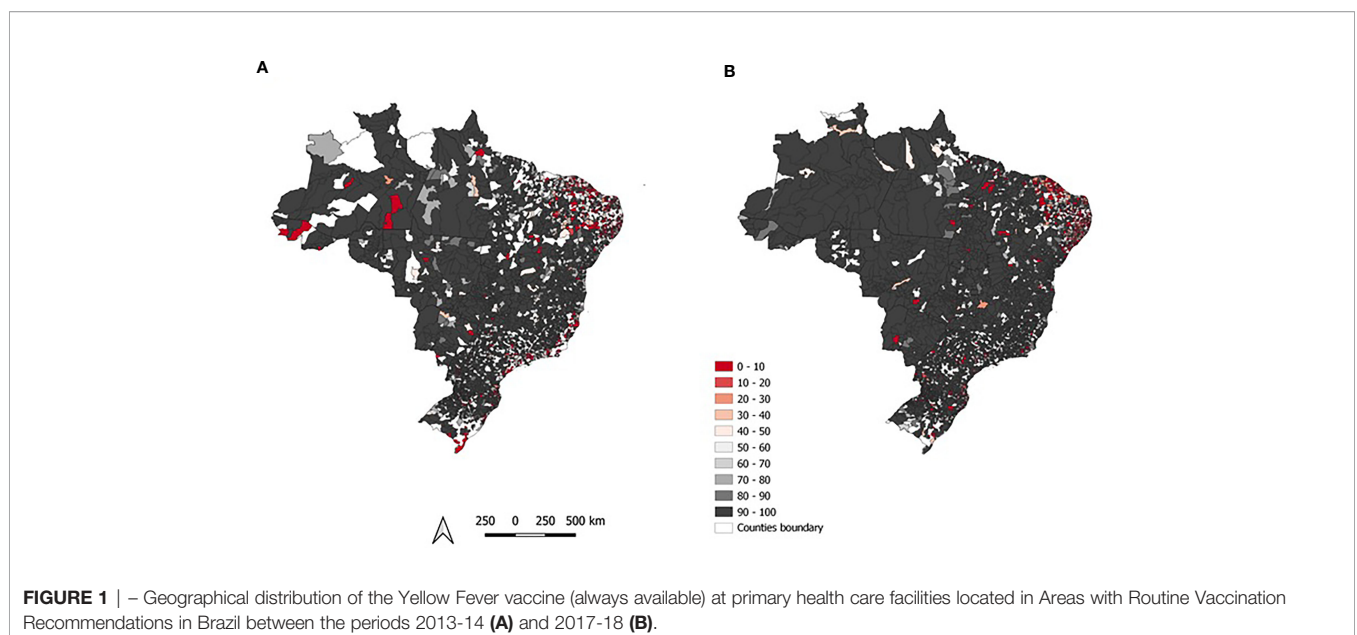 A
B
0 - 10
10 - 20
20 - 30
30 - 40
40 - 50
50 - 60
60 - 70
70 - 80
80 - 90
90 - 100
Counties boundary
250 0 250 500 km
FIGURE 1 | – Geographical distribution of the Yellow Fever vaccine (always available) at primary health care facilities located in Areas with Routine Vaccination
Recommendations in Brazil between the periods 2013-14 (A) and 2017-18 (B).